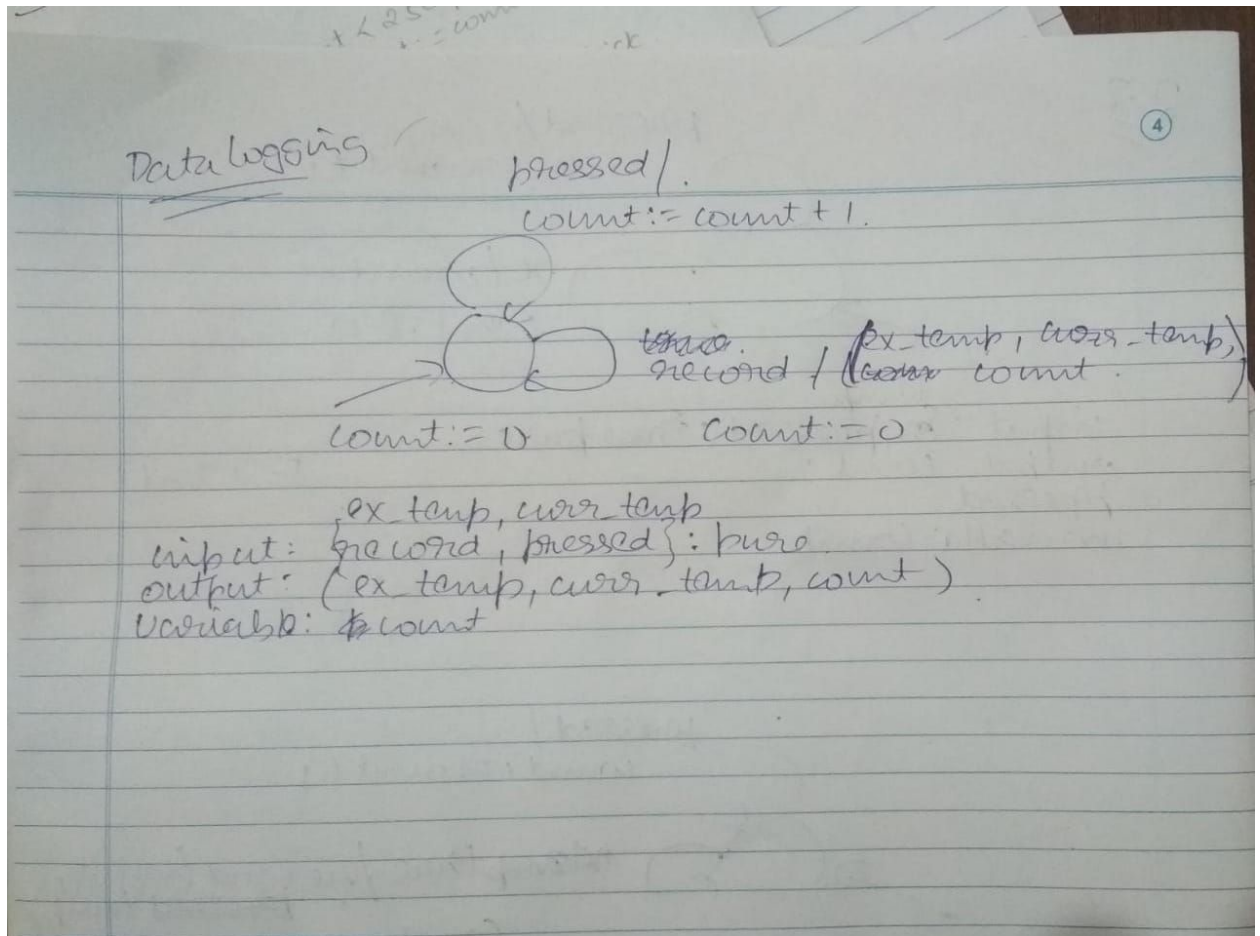 4
Data logging
pressed/.
count:= count + 1.
record / (ex_temp, curr_temp,
count.)
count:= 0
count:= 0.
ex_temp, curr_temp
input: {record, pressed}: pure
output: (ex_temp, curr_temp, count)
variable: count